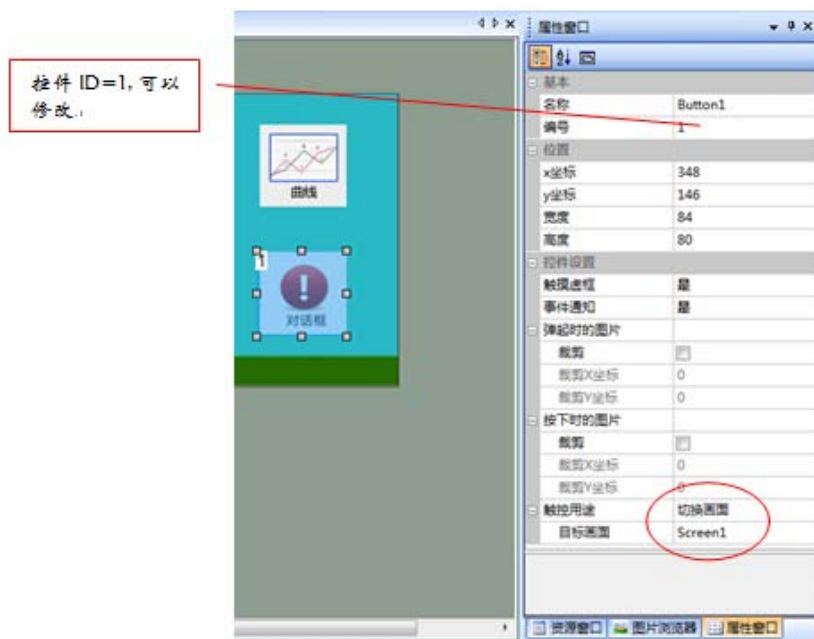 属性窗口
控件 ID=1, 可以
修改.
基本
名称 Button1
编号 1
位置
x坐标 348
y坐标 146
宽度 84
高度 80
控件设置
触摸虚框 是
事件通知 是
弹起时的图片
裁剪
裁剪X坐标 0
裁剪Y坐标 0
按下时的图片
裁剪
裁剪X坐标 0
裁剪Y坐标 0
触控用途 切换画面
目标画面 Screen1
曲线
1
对话框
资源窗口 图片浏览器 属性窗口